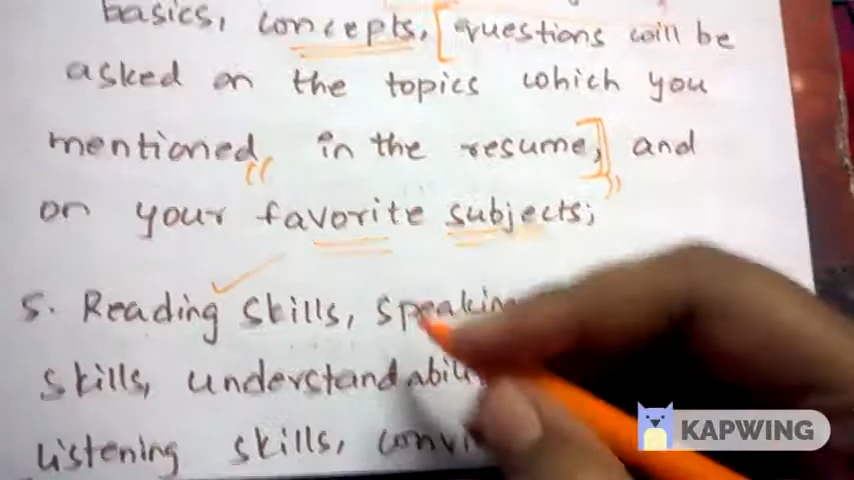 basics, concepts, questions will be
asked on the topics which you
mentioned in the resume, and
on your favorite subjects;
5. Reading skills,
skills,
listening skills,
KAPWING